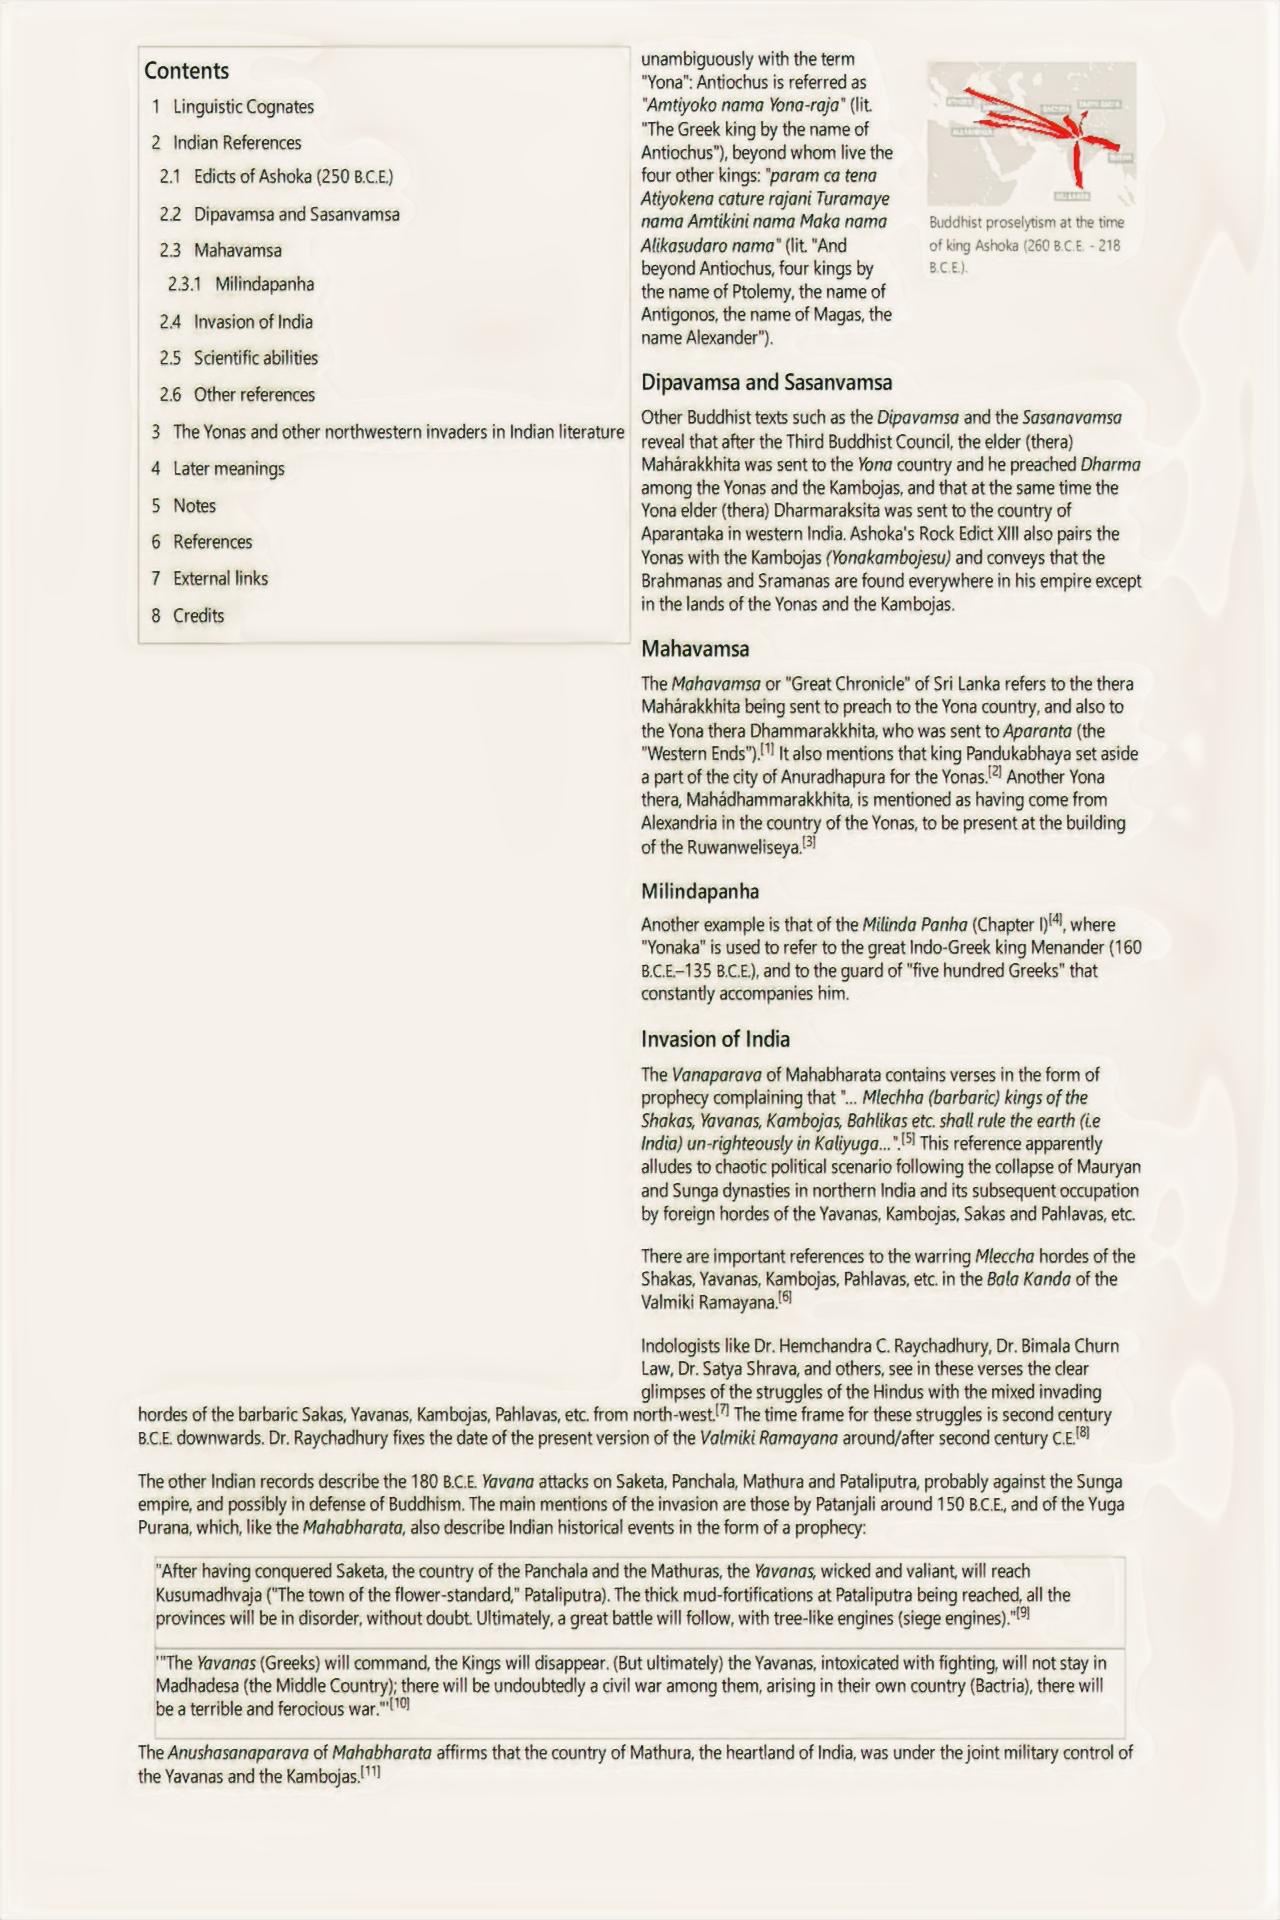 Contents
1 Linguistic Cognates
2 Indian References
2.1 Edicts of Ashoka (250 B.C.E.)
2.2 Dipavamsa and Sasanvamsa
2.3 Mahavamsa
2.3.1 Milindapanha
2.4 Invasion of India
2.5 Scientific abilities
2.6 Other references
3 The Yonas and other northwestern invaders in Indian literature
4 Later meanings
5 Notes
6 References
7 External links
8 Credits
unambiguously with the term
"Yona": Antiochus is referred as
"Amtiyoko nama Yona-raja" (lit.
"The Greek king by the name of
Antiochus"), beyond whom live the
four other kings: "param ca tena
Atiyokena cature rajani Turamaye
nama Amtikini nama Maka nama
Alikasudaro nama" (lit. "And
beyond Antiochus, four kings by
the name of Ptolemy, the name of
Antigonos, the name of Magas, the
name Alexander").
Buddhist proselytism at the time
of king Ashoka (260 B.C.E. - 218
B.C.E.).
Dipavamsa and Sasanvamsa
Other Buddhist texts such as the Dipavamsa and the Sasanavamsa
reveal that after the Third Buddhist Council, the elder (thera)
Mahárakkhita was sent to the Yona country and he preached Dharma
among the Yonas and the Kambojas, and that at the same time the
Yona elder (thera) Dharmaraksita was sent to the country of
Aparantaka in western India. Ashoka's Rock Edict XIII also pairs the
Yonas with the Kambojas (Yonakambojesu) and conveys that the
Brahmanas and Sramanas are found everywhere in his empire except
in the lands of the Yonas and the Kambojas.
Mahavamsa
The Mahavamsa or "Great Chronicle" of Sri Lanka refers to the thera
Mahárakkhita being sent to preach to the Yona country, and also to
the Yona thera Dhammarakkhita, who was sent to Aparanta (the
"Western Ends").[1] It also mentions that king Pandukabhaya set aside
a part of the city of Anuradhapura for the Yonas.[2] Another Yona
thera, Mahádhammarakkhita, is mentioned as having come from
Alexandria in the country of the Yonas, to be present at the building
of the Ruwanweliseya.[3]
Milindapanha
Another example is that of the Milinda Panha (Chapter I)[4], where
"Yonaka" is used to refer to the great Indo-Greek king Menander (160
B.C.E.–135 B.C.E.), and to the guard of "five hundred Greeks" that
constantly accompanies him.
Invasion of India
The Vanaparava of Mahabharata contains verses in the form of
prophecy complaining that "... Mlechha (barbaric) kings of the
Shakas, Yavanas, Kambojas, Bahlikas etc. shall rule the earth (i.e
India) un-righteously in Kaliyuga...".[5] This reference apparently
alludes to chaotic political scenario following the collapse of Mauryan
and Sunga dynasties in northern India and its subsequent occupation
by foreign hordes of the Yavanas, Kambojas, Sakas and Pahlavas, etc.
There are important references to the warring Mleccha hordes of the
Shakas, Yavanas, Kambojas, Pahlavas, etc. in the Bala Kanda of the
Valmiki Ramayana.[6]
Indologists like Dr. Hemchandra C. Raychadhury, Dr. Bimala Churn
Law, Dr. Satya Shrava, and others, see in these verses the clear
glimpses of the struggles of the Hindus with the mixed invading
hordes of the barbaric Sakas, Yavanas, Kambojas, Pahlavas, etc. from north-west.[7] The time frame for these struggles is second century
B.C.E. downwards. Dr. Raychadhury fixes the date of the present version of the Valmiki Ramayana around/after second century C.E.[8]
The other Indian records describe the 180 B.C.E. Yavana attacks on Saketa, Panchala, Mathura and Pataliputra, probably against the Sunga
empire, and possibly in defense of Buddhism. The main mentions of the invasion are those by Patanjali around 150 B.C.E., and of the Yuga
Purana, which, like the Mahabharata, also describe Indian historical events in the form of a prophecy:
"After having conquered Saketa, the country of the Panchala and the Mathuras, the Yavanas, wicked and valiant, will reach
Kusumadhvaja ("The town of the flower-standard," Pataliputra). The thick mud-fortifications at Pataliputra being reached, all the
provinces will be in disorder, without doubt. Ultimately, a great battle will follow, with tree-like engines (siege engines)."[9]
'"The Yavanas (Greeks) will command, the Kings will disappear. (But ultimately) the Yavanas, intoxicated with fighting, will not stay in
Madhadesa (the Middle Country); there will be undoubtedly a civil war among them, arising in their own country (Bactria), there will
be a terrible and ferocious war."'[10]
The Anushasanaparava of Mahabharata affirms that the country of Mathura, the heartland of India, was under the joint military control of
the Yavanas and the Kambojas.[11]